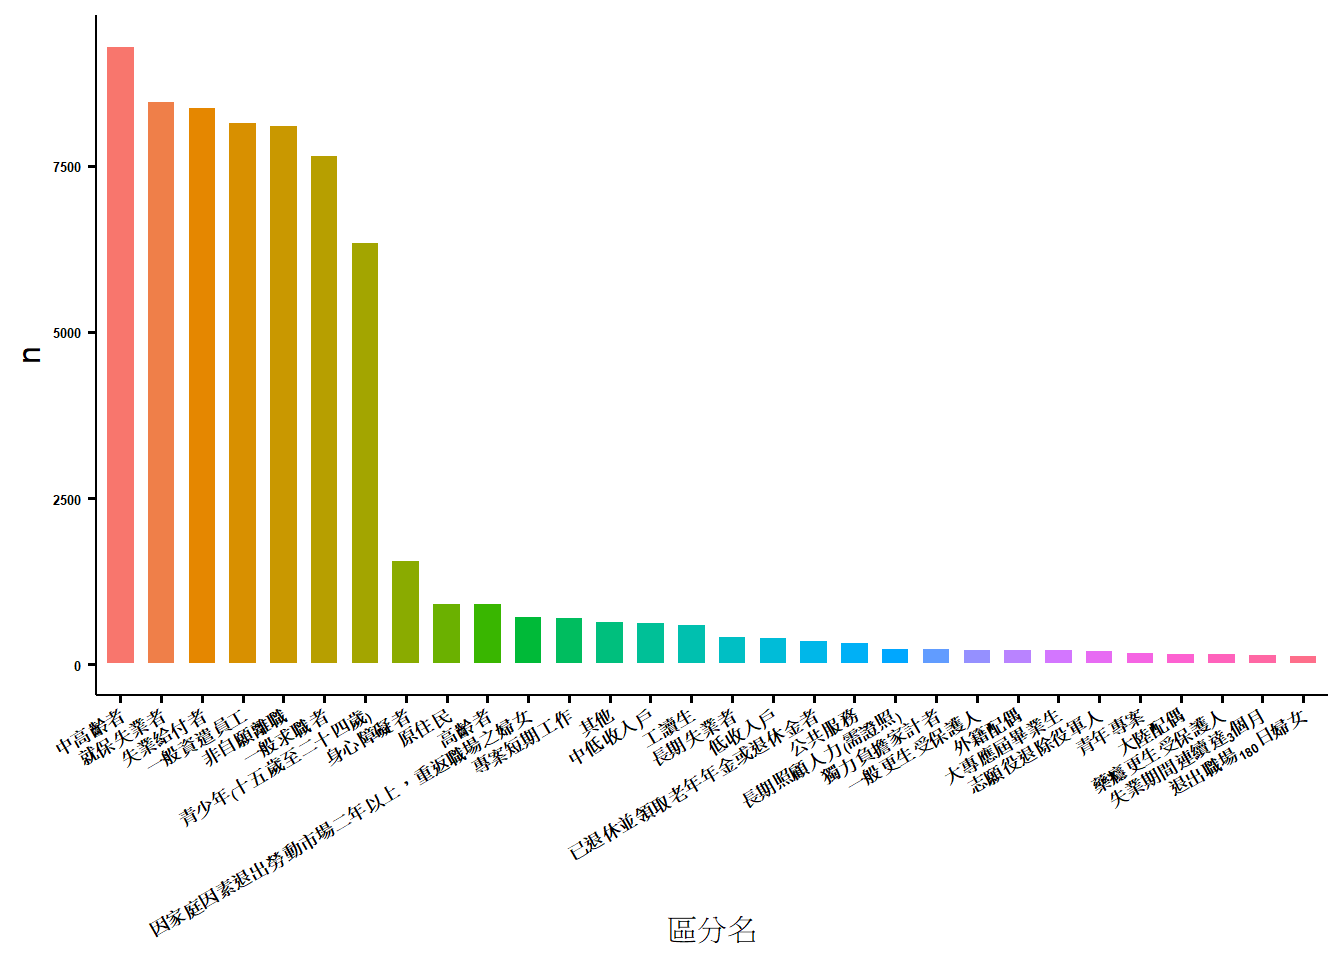 n
7500
5000
2500
0
中高齡者
就保失業者
失業給付者
一般資遣員工
非自願離職
一般求職者
青少年(十五歲至二十四歲)
身心障礙者
原住民
高齡者
因家庭因素退出勞動市場二年以上，重返職場之婦女
專案短期工作
其他
中低收入戶
工讀生
長期失業者
低收入戶
已退休並領取老年年金或退休金者
公共服務
長期照顧人力(需證照)
獨力負擔家計者
一般更生受保護人
外籍配偶
大專應屆畢業生
志願役退除役軍人
青年專案
大陸配偶
藥癮更生受保護人
失業期間連續達3個月
退出職場180日婦女
區分名